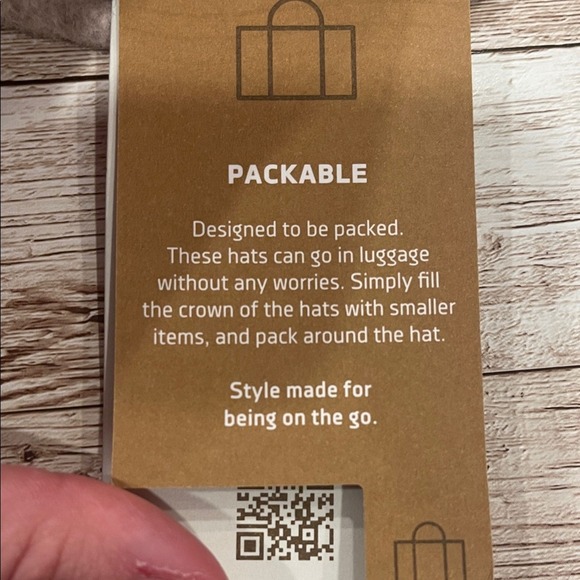 PACKABLE
Designed to be packed.
These hats can go in luggage
without any worries. Simply fill
the crown of the hats with smaller
items, and pack around the hat.
Style made for
being on the go.